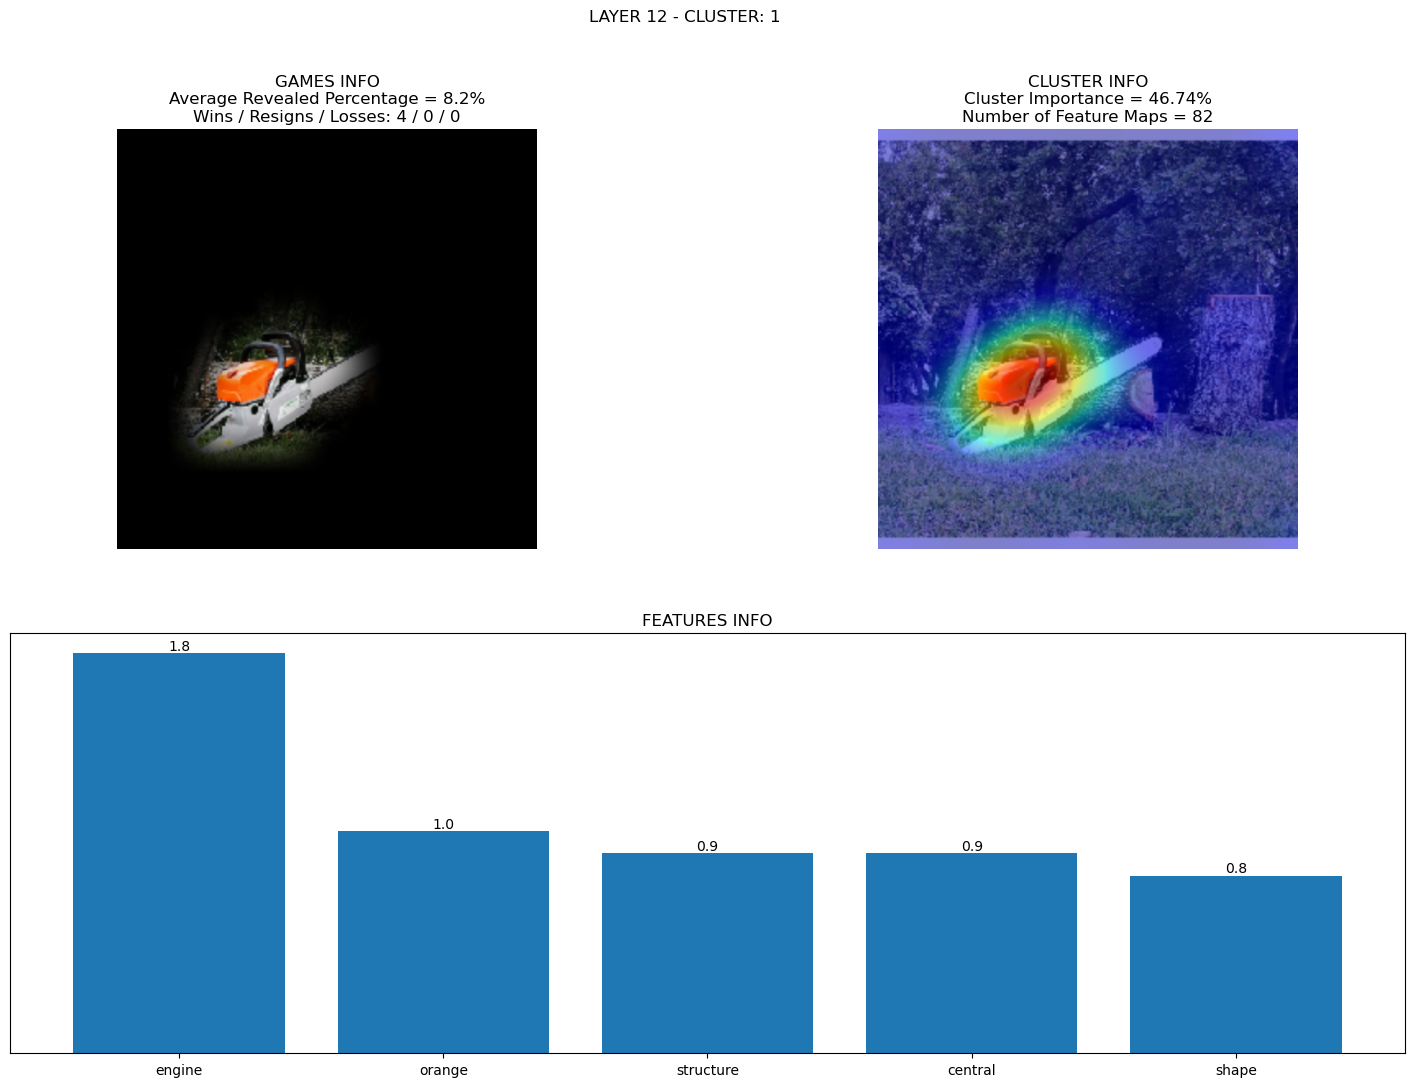 LAYER 12 - CLUSTER: 1
GAMES INFO
Average Revealed Percentage = 8.2%
Wins / Resigns / Losses: 4 / 0 / 0
CLUSTER INFO
Cluster Importance = 46.74%
Number of Feature Maps = 82
FEATURES INFO
1.8
1.0
0.9
0.9
0.8
engine
orange
structure
central
shape